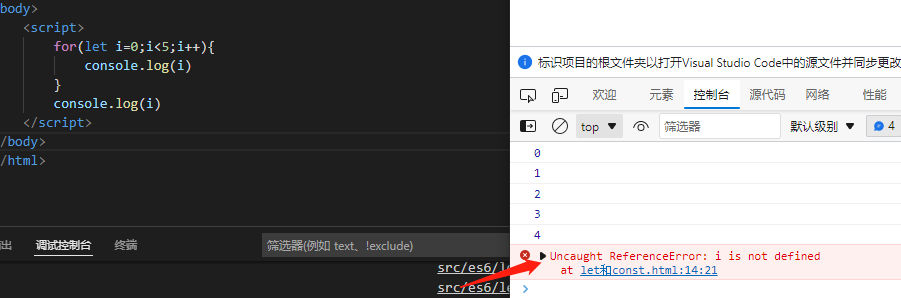 body>
<script>
for(let i=0;i<5;i++){
console.log(i)
}
console.log(i)
</script>
/body>
/html>
出 调试控制台 终端
筛选器(例如 text、!exclude)
src/es6/le
src/es6/le
标识项目的根文件夹以打开Visual Studio Code中的源文件并同步更改
欢迎 元素 控制台 源代码 网络 性能
top 筛选器 默认级别 4
0
1
2
3
4
Uncaught ReferenceError: i is not defined
at let和const.html:14:21